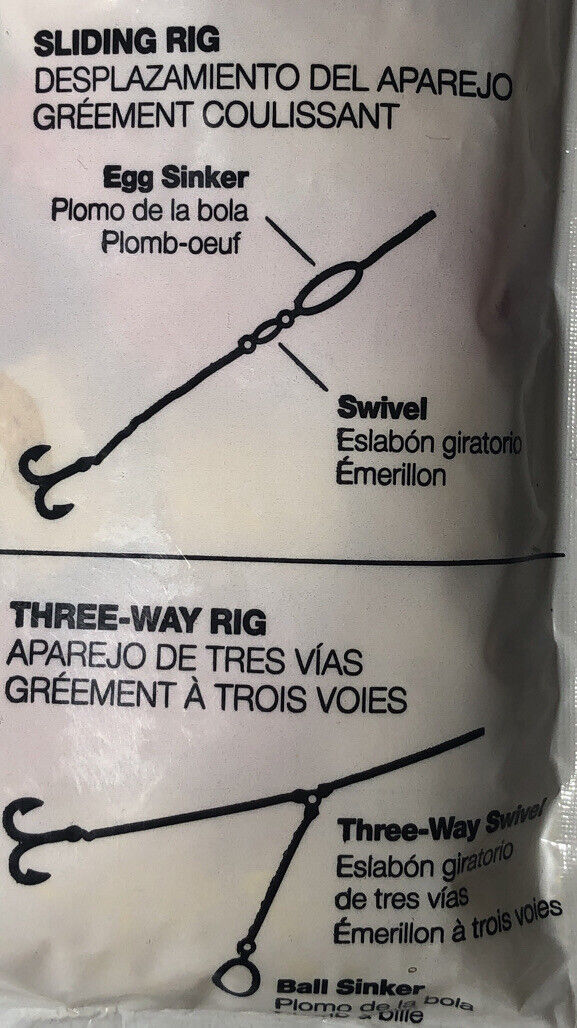 SLIDING RIG
DESPLAZAMIENTO DEL APAREJO
GRÉEMENT COULISSANT
Egg Sinker
Plomo de la bola
Plomb-oeuf
Swivel
Eslabón giratorio
Émerillon
THREE-WAY RIG
APAREJO DE TRES VÍAS
GRÉEMENT À TROIS VOIES
Three-Way Swivel
Eslabón giratorio
de tres vías
Émerillon à trois voies
Ball Sinker
Plomo de la bola
bille